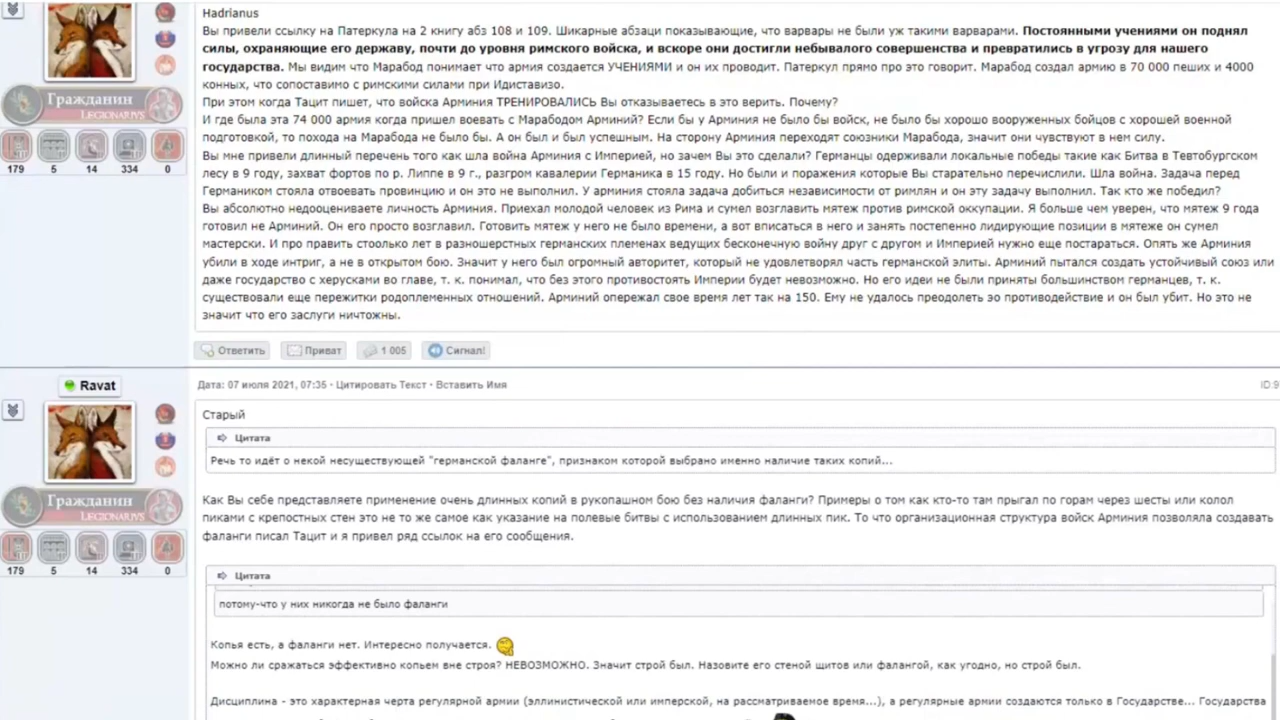 Hadrianus
Вы привели ссылку на Патеркула на 2 книгу абз 108 и 109. Шикарные абзаци показывающие, что варвары не были уж такими варварами. Постоянными учениями он поднял
силы, охраняющие его державу, почти до уровня римского войска, и вскоре они достигли небывалого совершенства и превратились в угрозу для нашего
государства. Мы видим что Марабод понимает что армия создается УЧЕНИЯМИ и он их проводит. Патеркул прямо про это говорит. Марабод создал армию в 70 000 пеших и 4000
конных, что сопоставимо с римскими силами при Идиставизо.
При этом когда Тацит пишет, что войска Арминия ТРЕНИРОВАЛИСЬ Вы отказываетесь в это верить. Почему?
И где была эта 74 000 армия когда пришел воевать с Марабодом Арминий? Если бы у Арминия не было бы войск, не было бы хорошо вооруженных бойцов с хорошей военной
подготовкой, то похода на Марабода не было бы. А он был и был успешным. На сторону Арминия переходят союзники Марабода, значит они чувствуют в нем силу.
Вы мне привели длинный перечень того как шла война Арминия с Империей, но зачем Вы это сделали? Германцы одерживали локальные победы такие как Битва в Тевтобургском
лесу в 9 году, захват фортов по р. Липпе в 9 г., разгром кавалерии Германика в 15 году. Но были и поражения которые Вы старательно перечислили. Шла война. Задача перед
Германиком стояла отвоевать провинцию и он это не выполнил. У арминия стояла задача добиться независимости от римлян и он эту задачу выполнил. Так кто же победил?
Вы абсолютно недооцениваете личность Арминия. Приехал молодой человек из Рима и сумел возглавить мятеж против римской оккупации. Я больше чем уверен, что мятеж 9 года
готовил не Арминий. Он его просто возглавил. Готовить мятеж у него не было времени, а вот вписаться в него и занять постепенно лидирующие позиции в мятеже он сумел
мастерски. И про править стоолько лет в разношерстных германских племенах ведущих бесконечную войну друг с другом и Империей нужно еще постараться. Опять же Арминия
убили в ходе интриг, а не в открытом бою. Значит у него был огромный авторитет, который не удовлетворял часть германской элиты. Арминий пытался создать устойчивый союз или
даже государство с херусками во главе, т. к. понимал, что без этого противостоять Империи будет невозможно. Но его идеи не были приняты большинством германцев, т. к.
существовали еще пережитки родоплеменных отношений. Арминий опережал свое время лет так на 150. Ему не удалось преодолеть эо противодействие и он был убит. Но это не
значит что его заслуги ничтожны.
Гражданин
LEGIONARIVS
179 5 14 334 0
Ответить Приват 1 005 Сигнал!
Ravat
Дата: 07 июля 2021, 07:35 · Цитировать Текст · Вставить Имя
ID:9
Старый
Цитата
Речь то идёт о некой несуществующей "германской фаланге", признаком которой выбрано именно наличие таких копий...
Как Вы себе представляете применение очень длинных копий в рукопашном бою без наличия фаланги? Примеры о том как кто-то там прыгал по горам через шесты или колол
пиками с крепостных стен это не то же самое как указание на полевые битвы с использованием длинных пик. То что организационная структура войск Арминия позволяла создавать
фаланги писал Тацит и я привел ряд ссылок на его сообщения.
Гражданин
LEGIONARIVS
179 5 14 334 0
Цитата
потому-что у них никогда не было фаланги
Копья есть, а фаланги нет. Интересно получается.
Можно ли сражаться эффективно копьем вне строя? НЕВОЗМОЖНО. Значит строй был. Назовите его стеной щитов или фалангой, как угодно, но строй был.
Дисциплина - это характерная черта регулярной армии (эллинистической или имперской, на рассматриваемое время...), а регулярные армии создаются только в Государстве... Государства